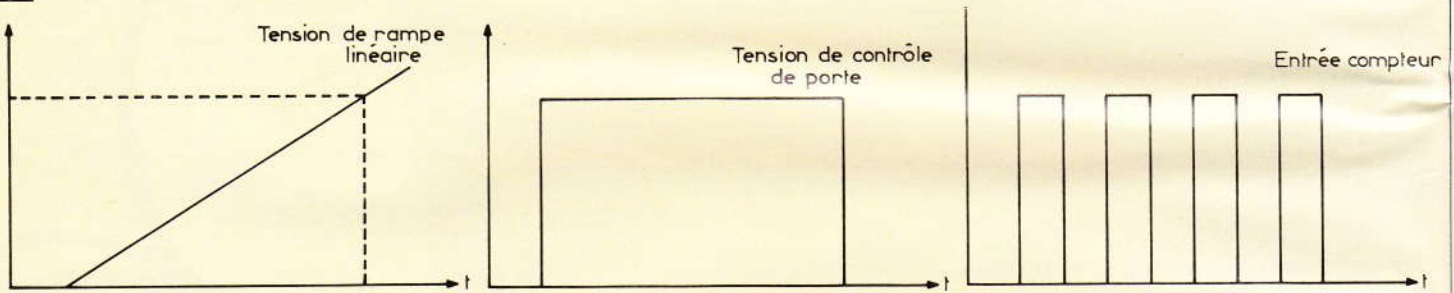 Tension de rampe
linéaire
t
Tension de contrôle
de porte
t
Entrée compteur
t